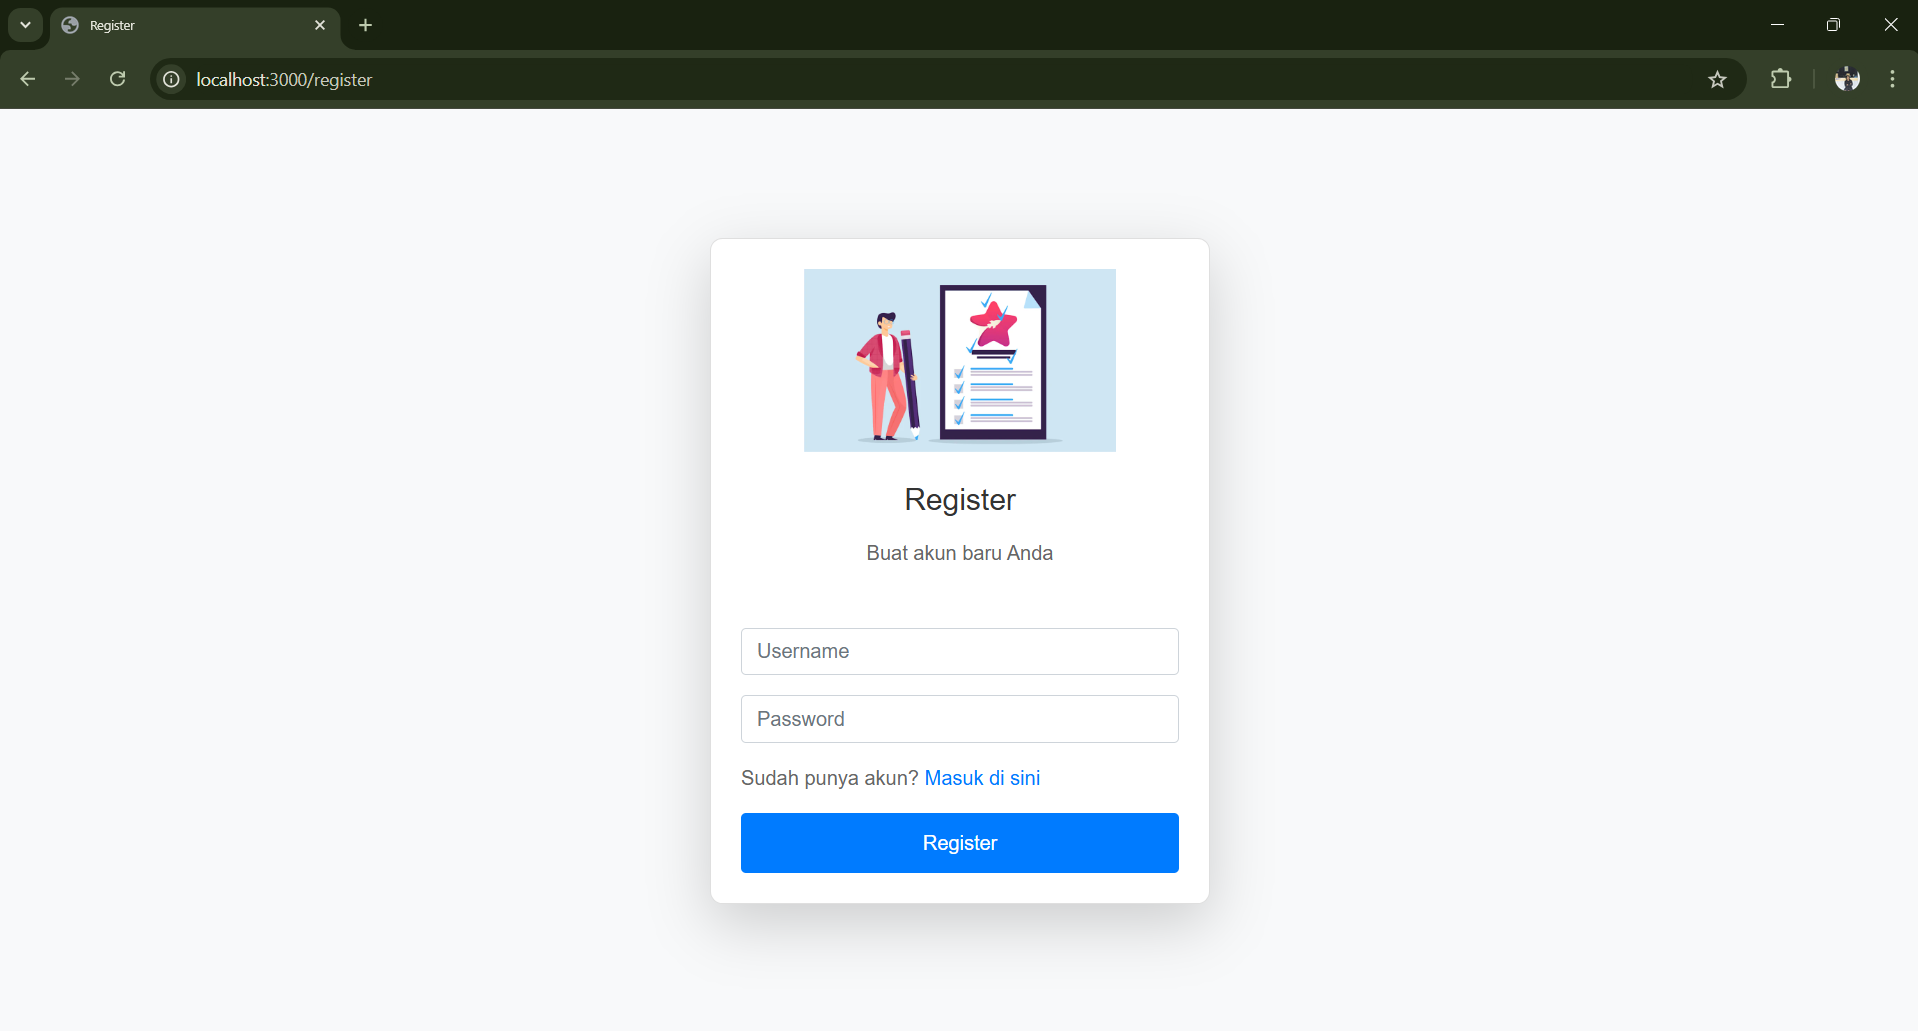 Register
localhost:3000/register
Register
Buat akun baru Anda
Username
Password
Sudah punya akun? Masuk di sini
Register